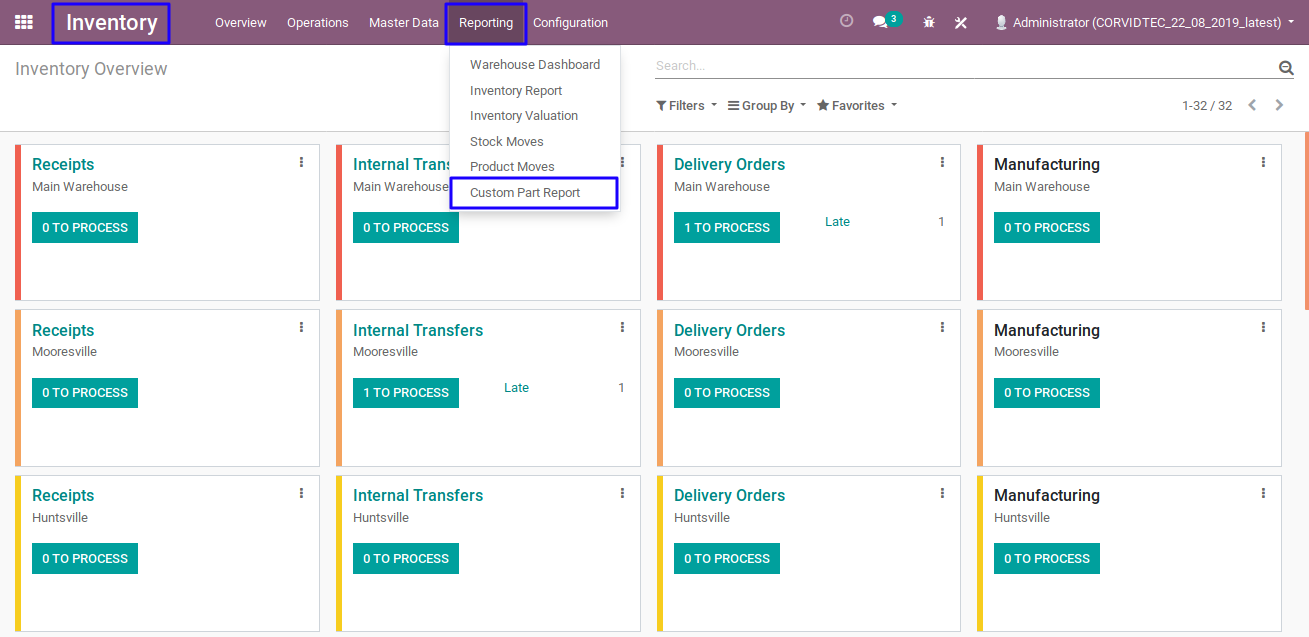 Inventory Overview Operations Master Data Reporting Configuration 3 Administrator (CORVIDTEC_22_08_2019_latest)
Inventory Overview
Search...
Filters Group By Favorites 1-32 / 32
Warehouse Dashboard
Inventory Report
Inventory Valuation
Stock Moves
Product Moves
Custom Part Report
Receipts
Main Warehouse
0 TO PROCESS
Internal Trans
Main Warehouse
0 TO PROCESS
Delivery Orders
Main Warehouse
1 TO PROCESS
Late 1
Manufacturing
Main Warehouse
0 TO PROCESS
Receipts
Mooresville
0 TO PROCESS
Internal Transfers
Mooresville
1 TO PROCESS
Late 1
Delivery Orders
Mooresville
0 TO PROCESS
Manufacturing
Mooresville
0 TO PROCESS
Receipts
Huntsville
0 TO PROCESS
Internal Transfers
Huntsville
0 TO PROCESS
Delivery Orders
Huntsville
0 TO PROCESS
Manufacturing
Huntsville
0 TO PROCESS